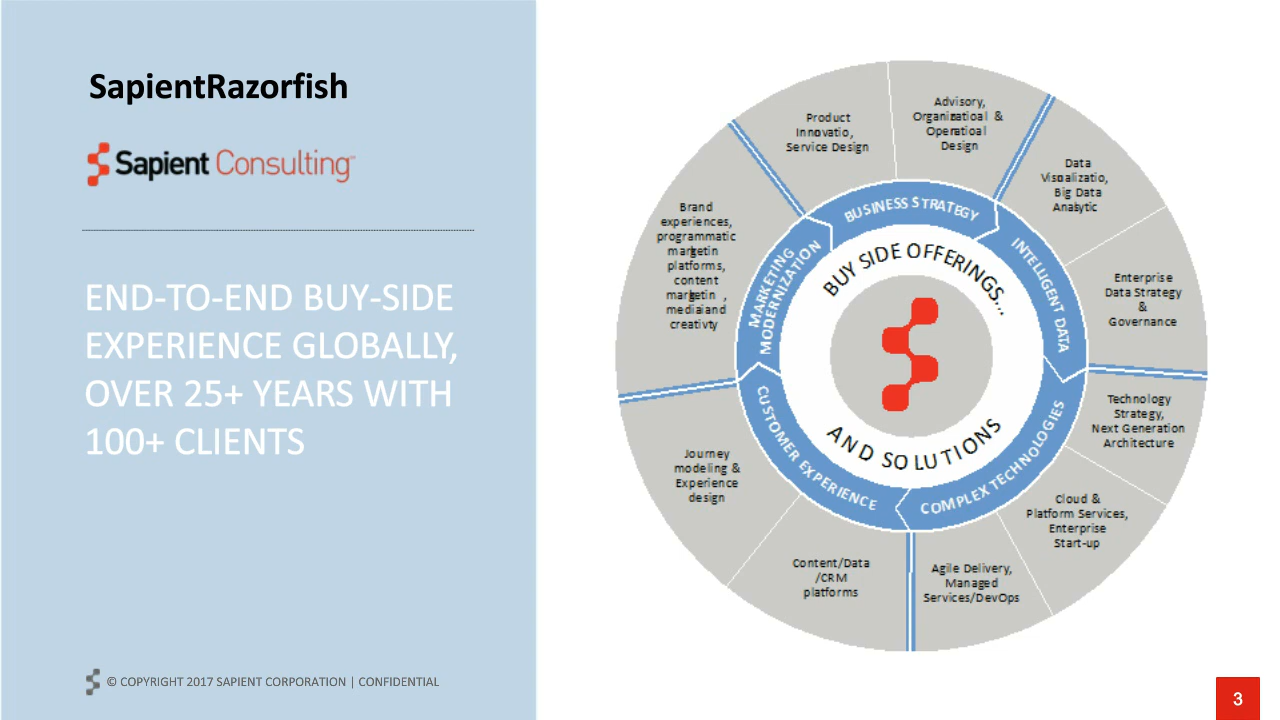 SapientRazorfish
Sapient Consulting
END-TO-END BUY-SIDE
EXPERIENCE GLOBALLY,
OVER 25+ YEARS WITH
100+ CLIENTS
© COPYRIGHT 2017 SAPIENT CORPORATION | CONFIDENTIAL
Product
Innovatio,
Service Design
Advisory,
Organizatioal &
Operatioal
Design
Data
Visualizatio,
Big Data
Analytic
Enterprise
Data Strategy
&
Governance
Technology
Strategy,
Next Generation
Architecture
Cloud &
Platform Services,
Enterprise
Start-up
Agile Delivery,
Managed
Services/DevOps
Content/Data
/CRM
platforms
Journey
modeling &
Experience
design
Brand
experiences,
programmatic
marketin
platforms,
content
marketin ,
mediaand
creativty
BUSINESS STRATEGY
INTELLIGENT DATA
COMPLEX TECHNOLOGIES
CUSTOMER EXPERIENCE
MARKETING
MODERNIZATION
BUY SIDE OFFERINGS...
AND SOLUTIONS
3